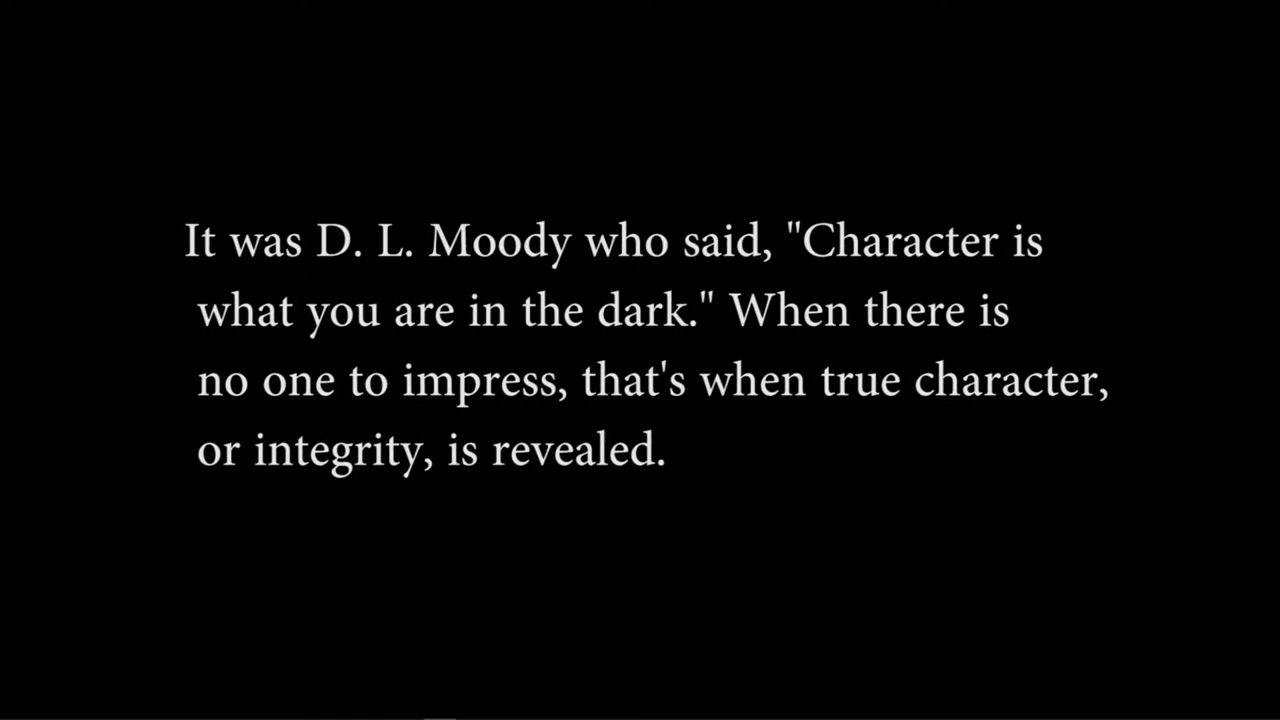 It was D. L. Moody who said, "Character is
what you are in the dark." When there is
no one to impress, that's when true character,
or integrity, is revealed.